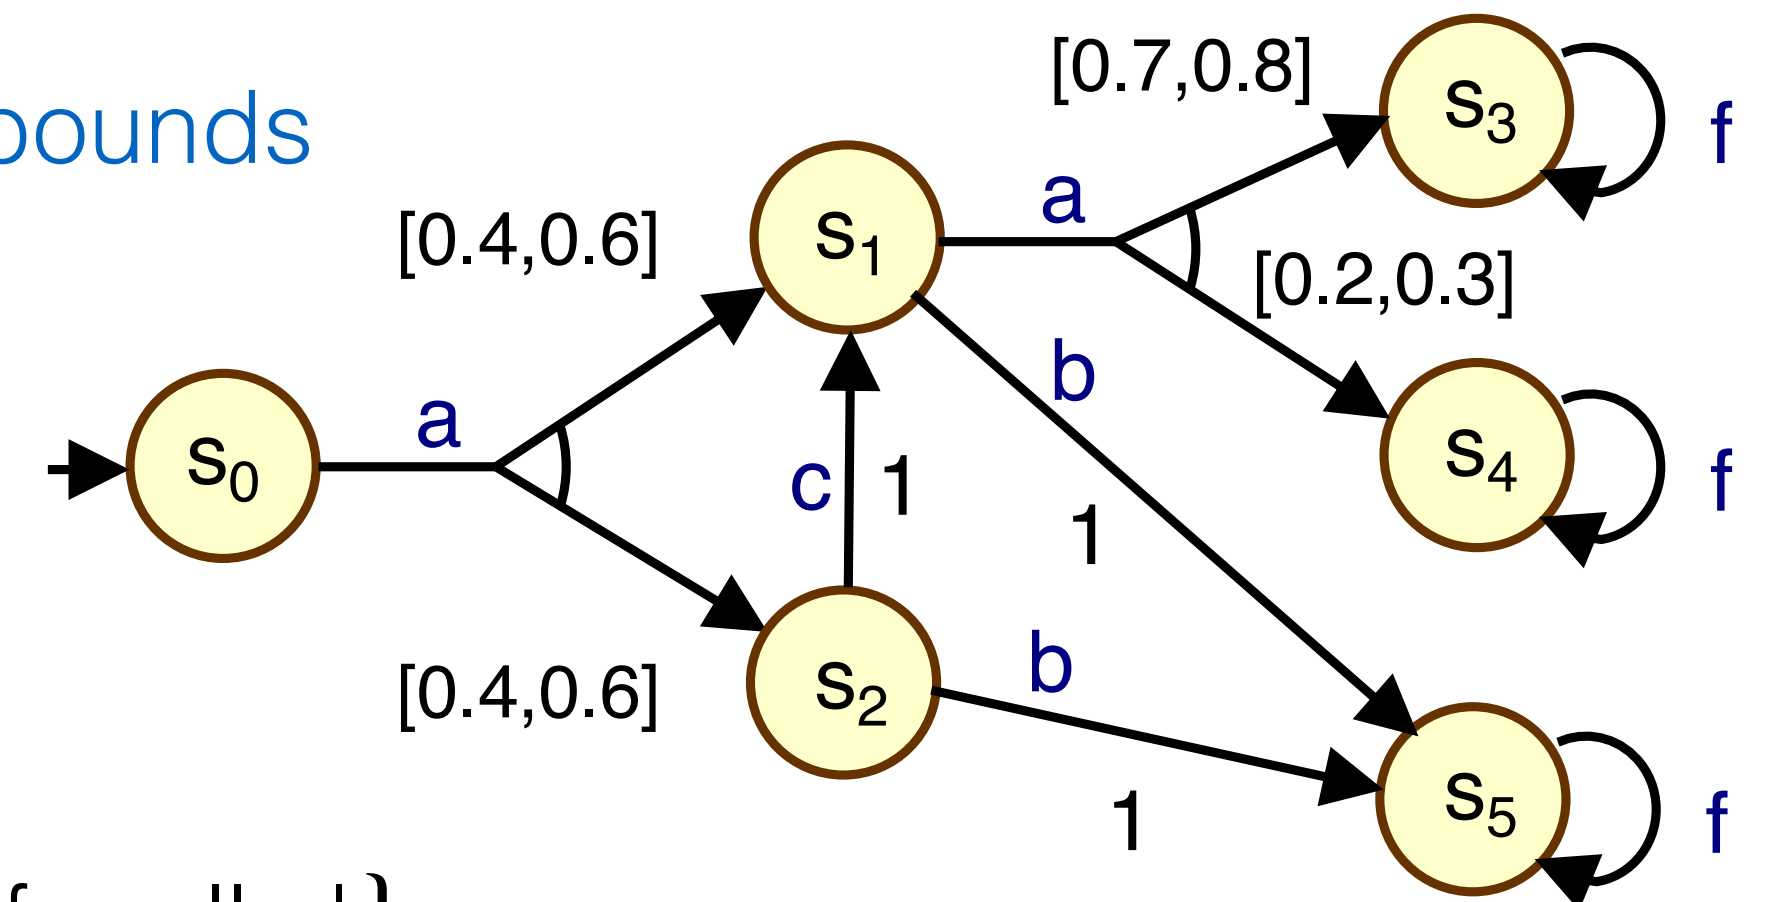 [0.7,0.8]
s3
f
bounds
a
[0.4,0.6]
s1
[0.2,0.3]
b
a
s4
f
s0
c
1
1
b
[0.4,0.6]
s2
1
s5
f